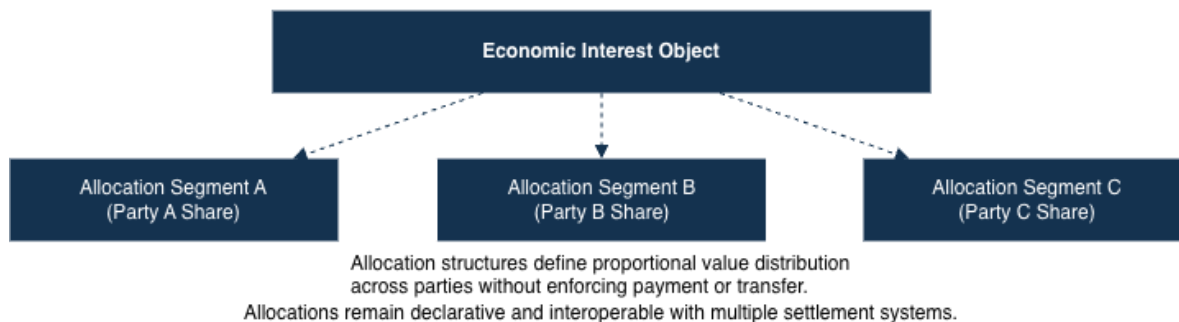 Economic Interest Object
Allocation Segment A
(Party A Share)
Allocation Segment B
(Party B Share)
Allocation Segment C
(Party C Share)
Allocation structures define proportional value distribution
across parties without enforcing payment or transfer.
Allocations remain declarative and interoperable with multiple settlement systems.